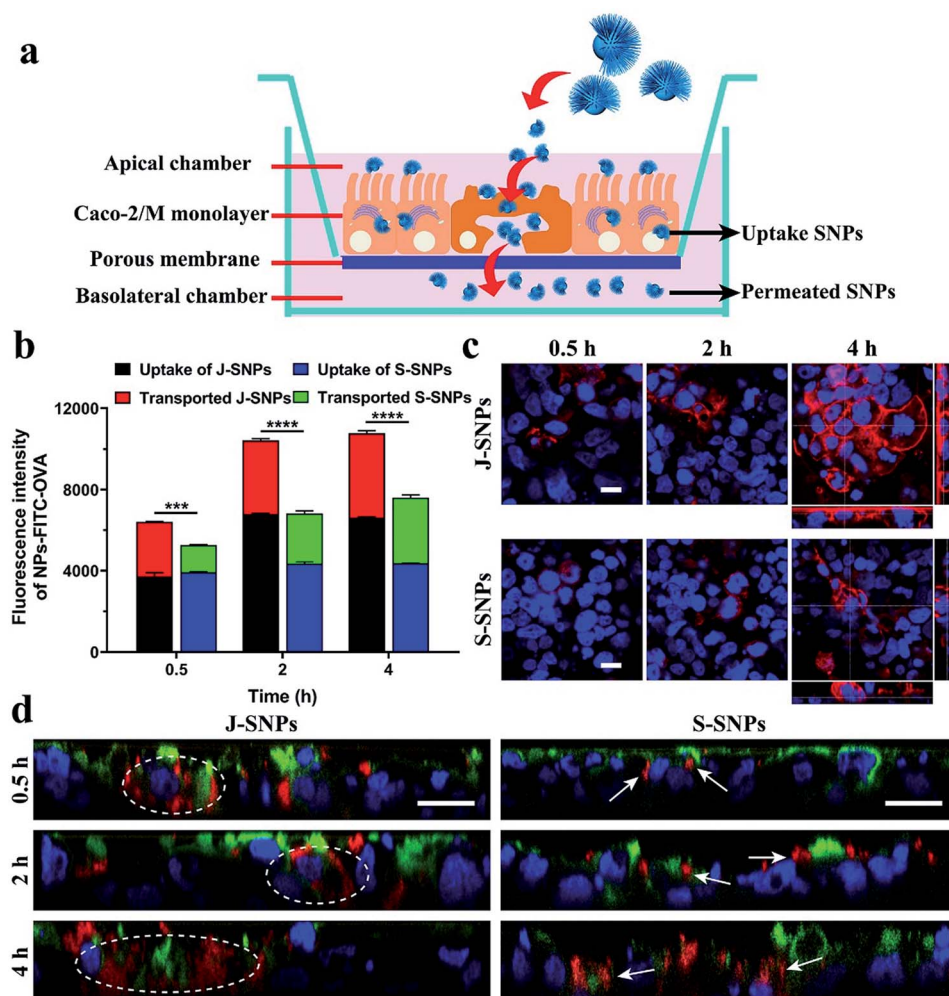 a
Apical chamber
Caco-2/M monolayer
Porous membrane
Basolateral chamber
Uptake SNPs
Permeated SNPs
b
Uptake of J-SNPs
Uptake of S-SNPs
Transported J-SNPs
Transported S-SNPs
Fluorescence intensity
of NPs-FITC-OVA
12000
8000
4000
0
***
****
****
0.5
2
4
Time (h)
c
0.5 h
2 h
4 h
J-SNPs
S-SNPs
d
J-SNPs
S-SNPs
0.5 h
2 h
4 h